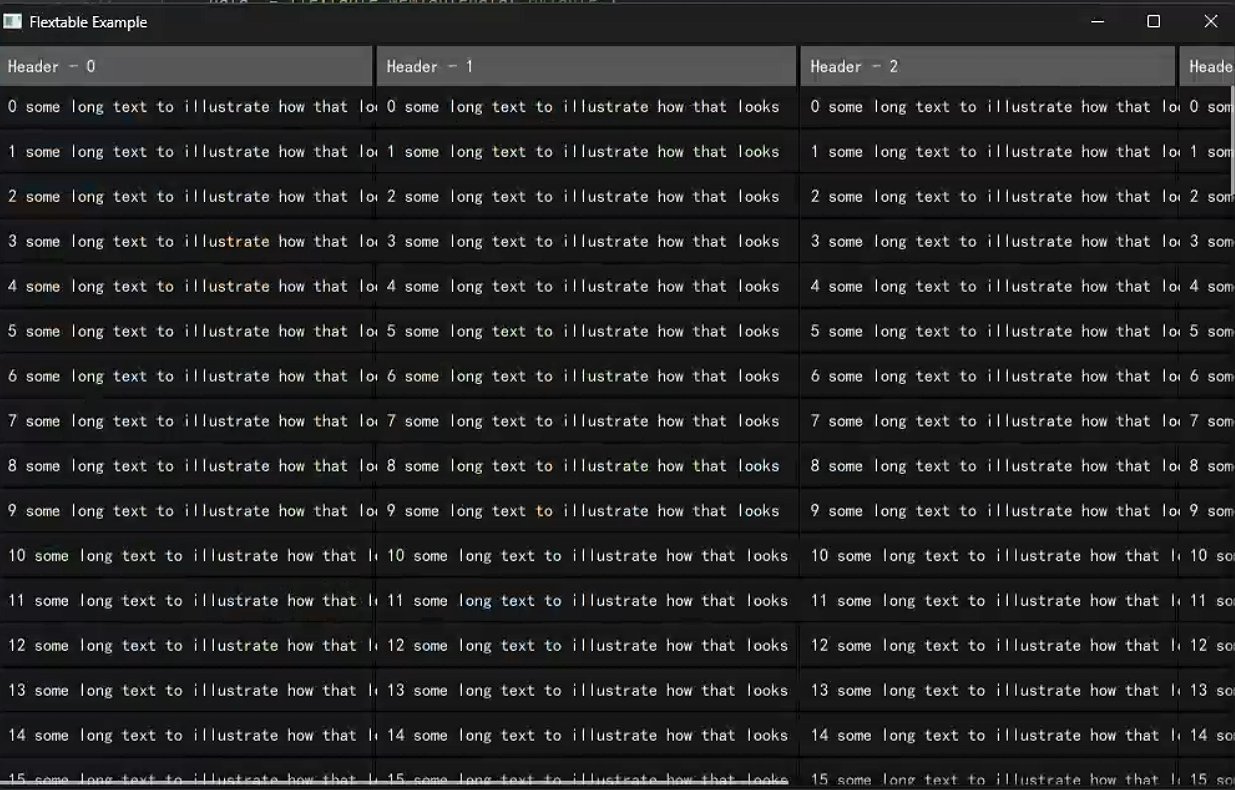 Flextable Example
Header - 0 Header - 1 Header - 2 Heade
0 some long text to illustrate how that lo 0 some long text to illustrate how that looks 0 some long text to illustrate how that lo 0 som
1 some long text to illustrate how that lo 1 some long text to illustrate how that looks 1 some long text to illustrate how that lo 1 som
2 some long text to illustrate how that lo 2 some long text to illustrate how that looks 2 some long text to illustrate how that lo 2 som
3 some long text to illustrate how that lo 3 some long text to illustrate how that looks 3 some long text to illustrate how that lo 3 som
4 some long text to illustrate how that lo 4 some long text to illustrate how that looks 4 some long text to illustrate how that lo 4 som
5 some long text to illustrate how that lo 5 some long text to illustrate how that looks 5 some long text to illustrate how that lo 5 som
6 some long text to illustrate how that lo 6 some long text to illustrate how that looks 6 some long text to illustrate how that lo 6 som
7 some long text to illustrate how that lo 7 some long text to illustrate how that looks 7 some long text to illustrate how that lo 7 som
8 some long text to illustrate how that lo 8 some long text to illustrate how that looks 8 some long text to illustrate how that lo 8 som
9 some long text to illustrate how that lo 9 some long text to illustrate how that looks 9 some long text to illustrate how that lo 9 som
10 some long text to illustrate how that l 10 some long text to illustrate how that looks 10 some long text to illustrate how that l 10 so
11 some long text to illustrate how that l 11 some long text to illustrate how that looks 11 some long text to illustrate how that l 11 so
12 some long text to illustrate how that l 12 some long text to illustrate how that looks 12 some long text to illustrate how that l 12 so
13 some long text to illustrate how that l 13 some long text to illustrate how that looks 13 some long text to illustrate how that l 13 so
14 some long text to illustrate how that l 14 some long text to illustrate how that looks 14 some long text to illustrate how that l 14 so
15 some long text to illustrate how that l 15 some long text to illustrate how that looks 15 some long text to illustrate how that l 15 so